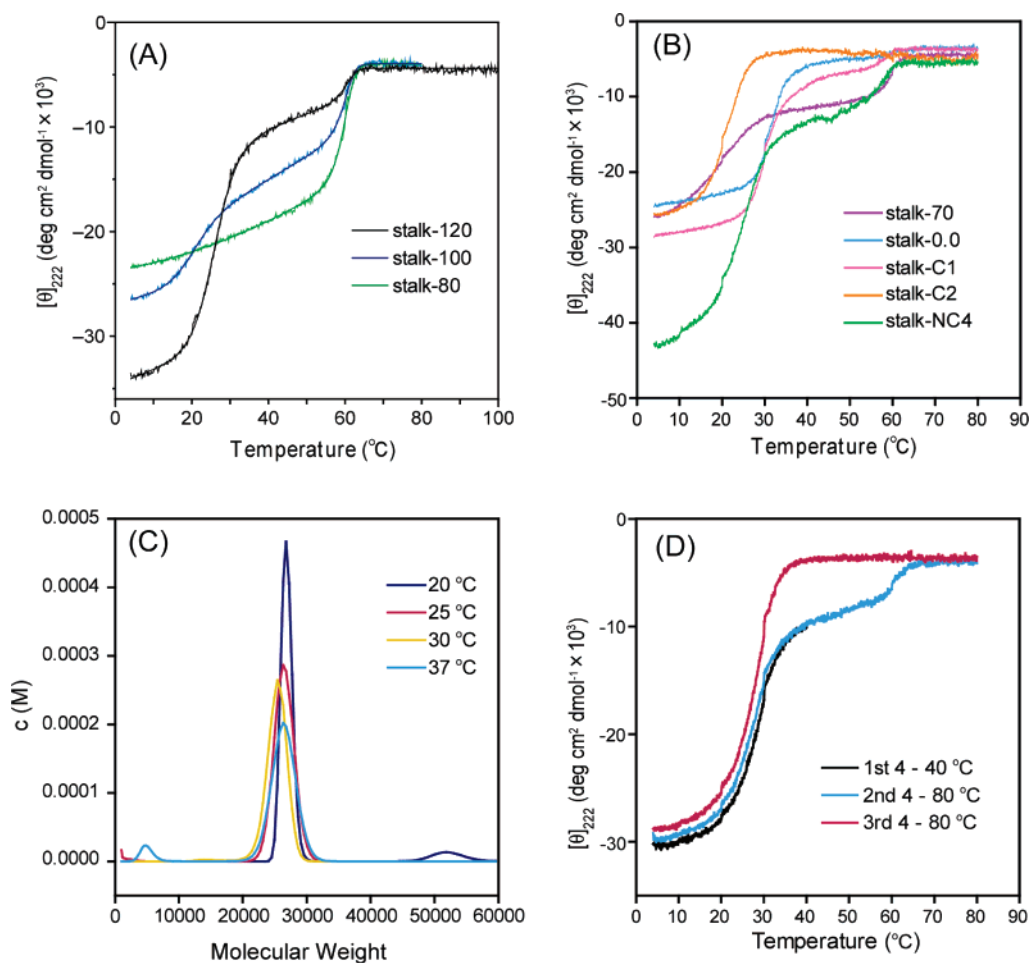 (A)
[θ]222 (deg cm² dmol⁻¹ × 10³)
0
−10
−20
−30
stalk-120
stalk-100
stalk-80
0
20
40
60
80
100
Temperature (°C)
(B)
[θ]222 (deg cm² dmol⁻¹ × 10³)
0
-10
-20
-30
-40
-50
stalk-70
stalk-0.0
stalk-C1
stalk-C2
stalk-NC4
0
10
20
30
40
50
60
70
80
90
Temperature (°C)
(C)
c (M)
0.0005
0.0004
0.0003
0.0002
0.0001
0.0000
20 °C
25 °C
30 °C
37 °C
0
10000
20000
30000
40000
50000
60000
Molecular Weight
(D)
[θ]222 (deg cm² dmol⁻¹ × 10³)
0
-10
-20
-30
1st 4 - 40 °C
2nd 4 - 80 °C
3rd 4 - 80 °C
0
10
20
30
40
50
60
70
80
90
Temperature (°C)